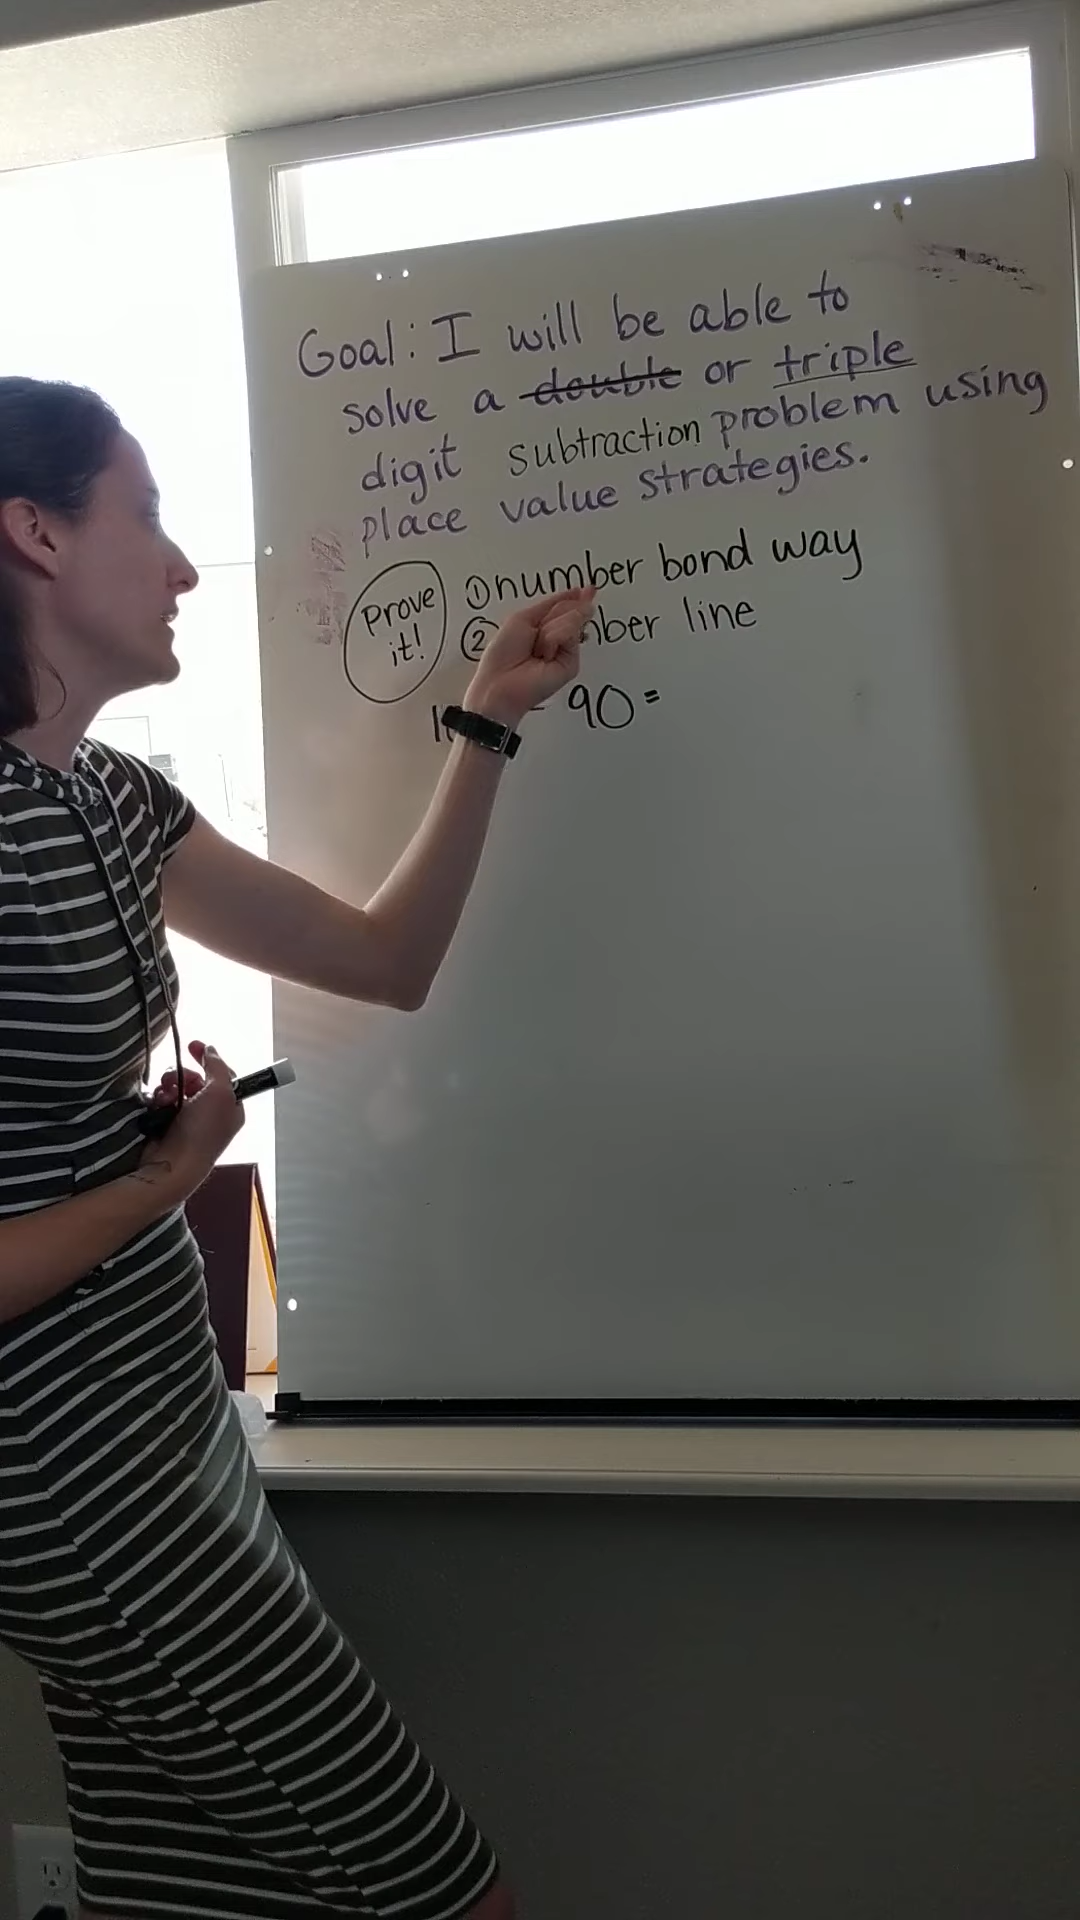 Goal: I will be able to
solve a double or triple
digit subtraction problem using
place value strategies.
Prove it!
① number bond way
② line
- 90 =